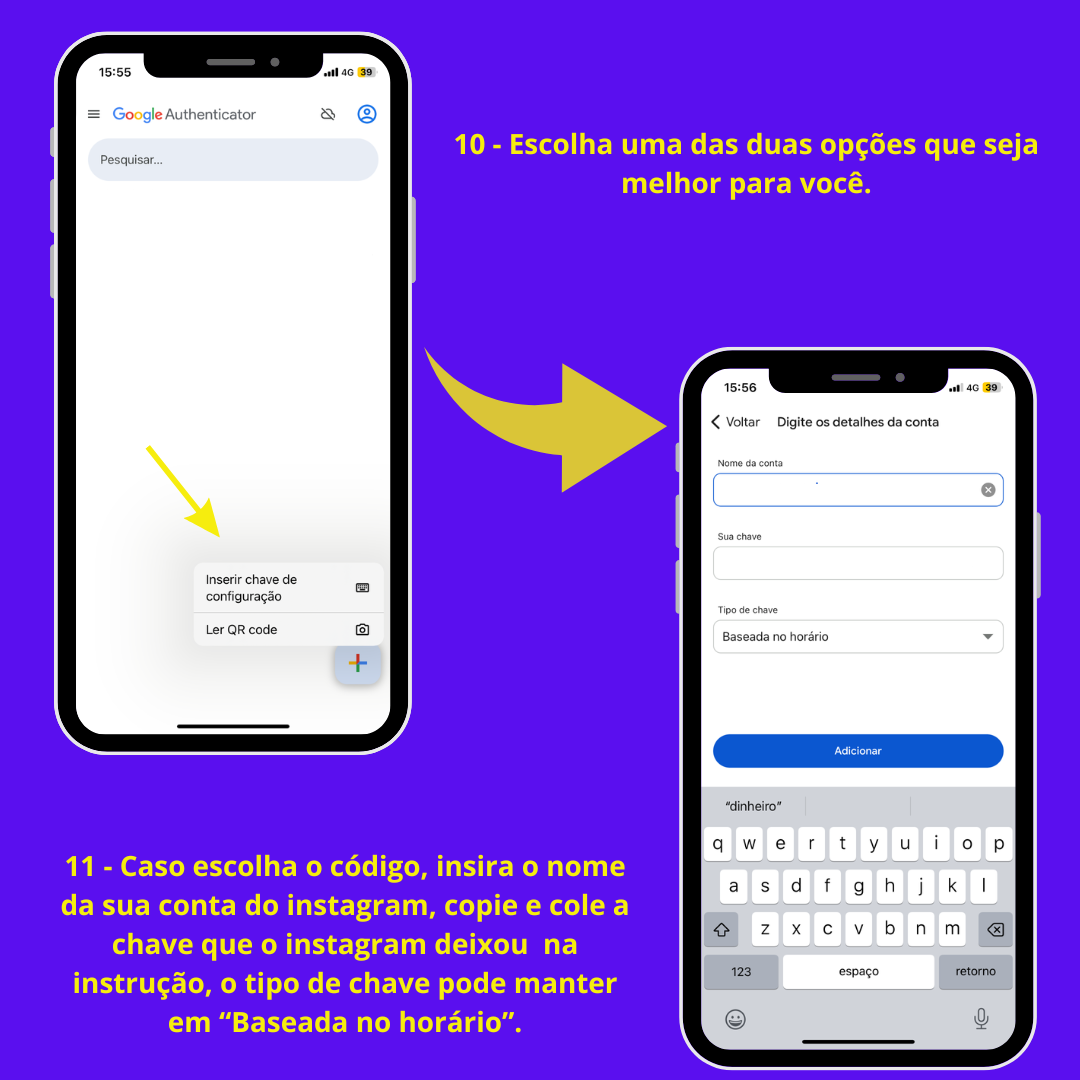 15:55
4G 39
Google Authenticator
Pesquisar...
Inserir chave de
configuração
Ler QR code
10 - Escolha uma das duas opções que seja
melhor para você.
15:56
4G 39
Voltar Digite os detalhes da conta
Nome da conta
Sua chave
Tipo de chave
Baseada no horário
Adicionar
“dinheiro”
q w e r t y u i o p
a s d f g h j k l
z x c v b n m
123 espaço retorno
11 - Caso escolha o código, insira o nome
da sua conta do instagram, copie e cole a
chave que o instagram deixou na
instrução, o tipo de chave pode manter
em “Baseada no horário”.